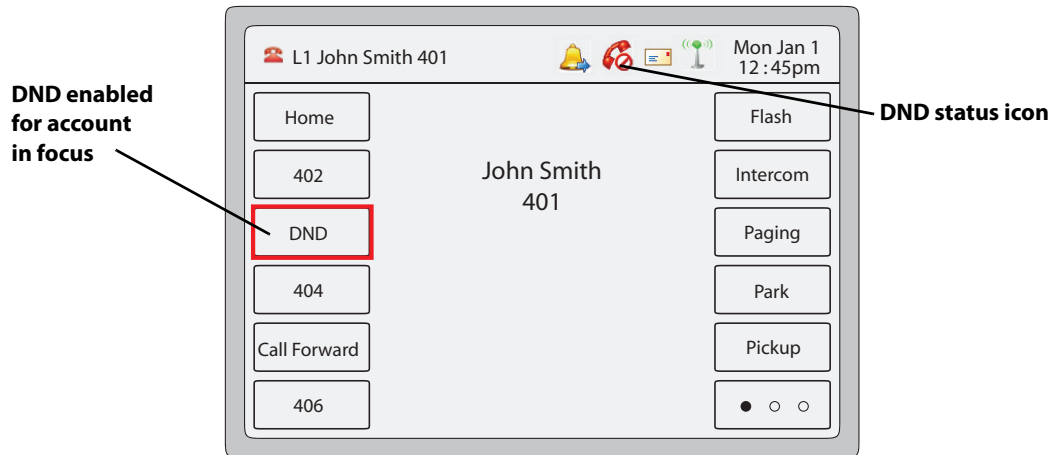 L1 John Smith 401
Mon Jan 1
12:45pm
DND enabled
for account
in focus
DND status icon
Home
402
DND
404
Call Forward
406
John Smith
401
Flash
Intercom
Paging
Park
Pickup